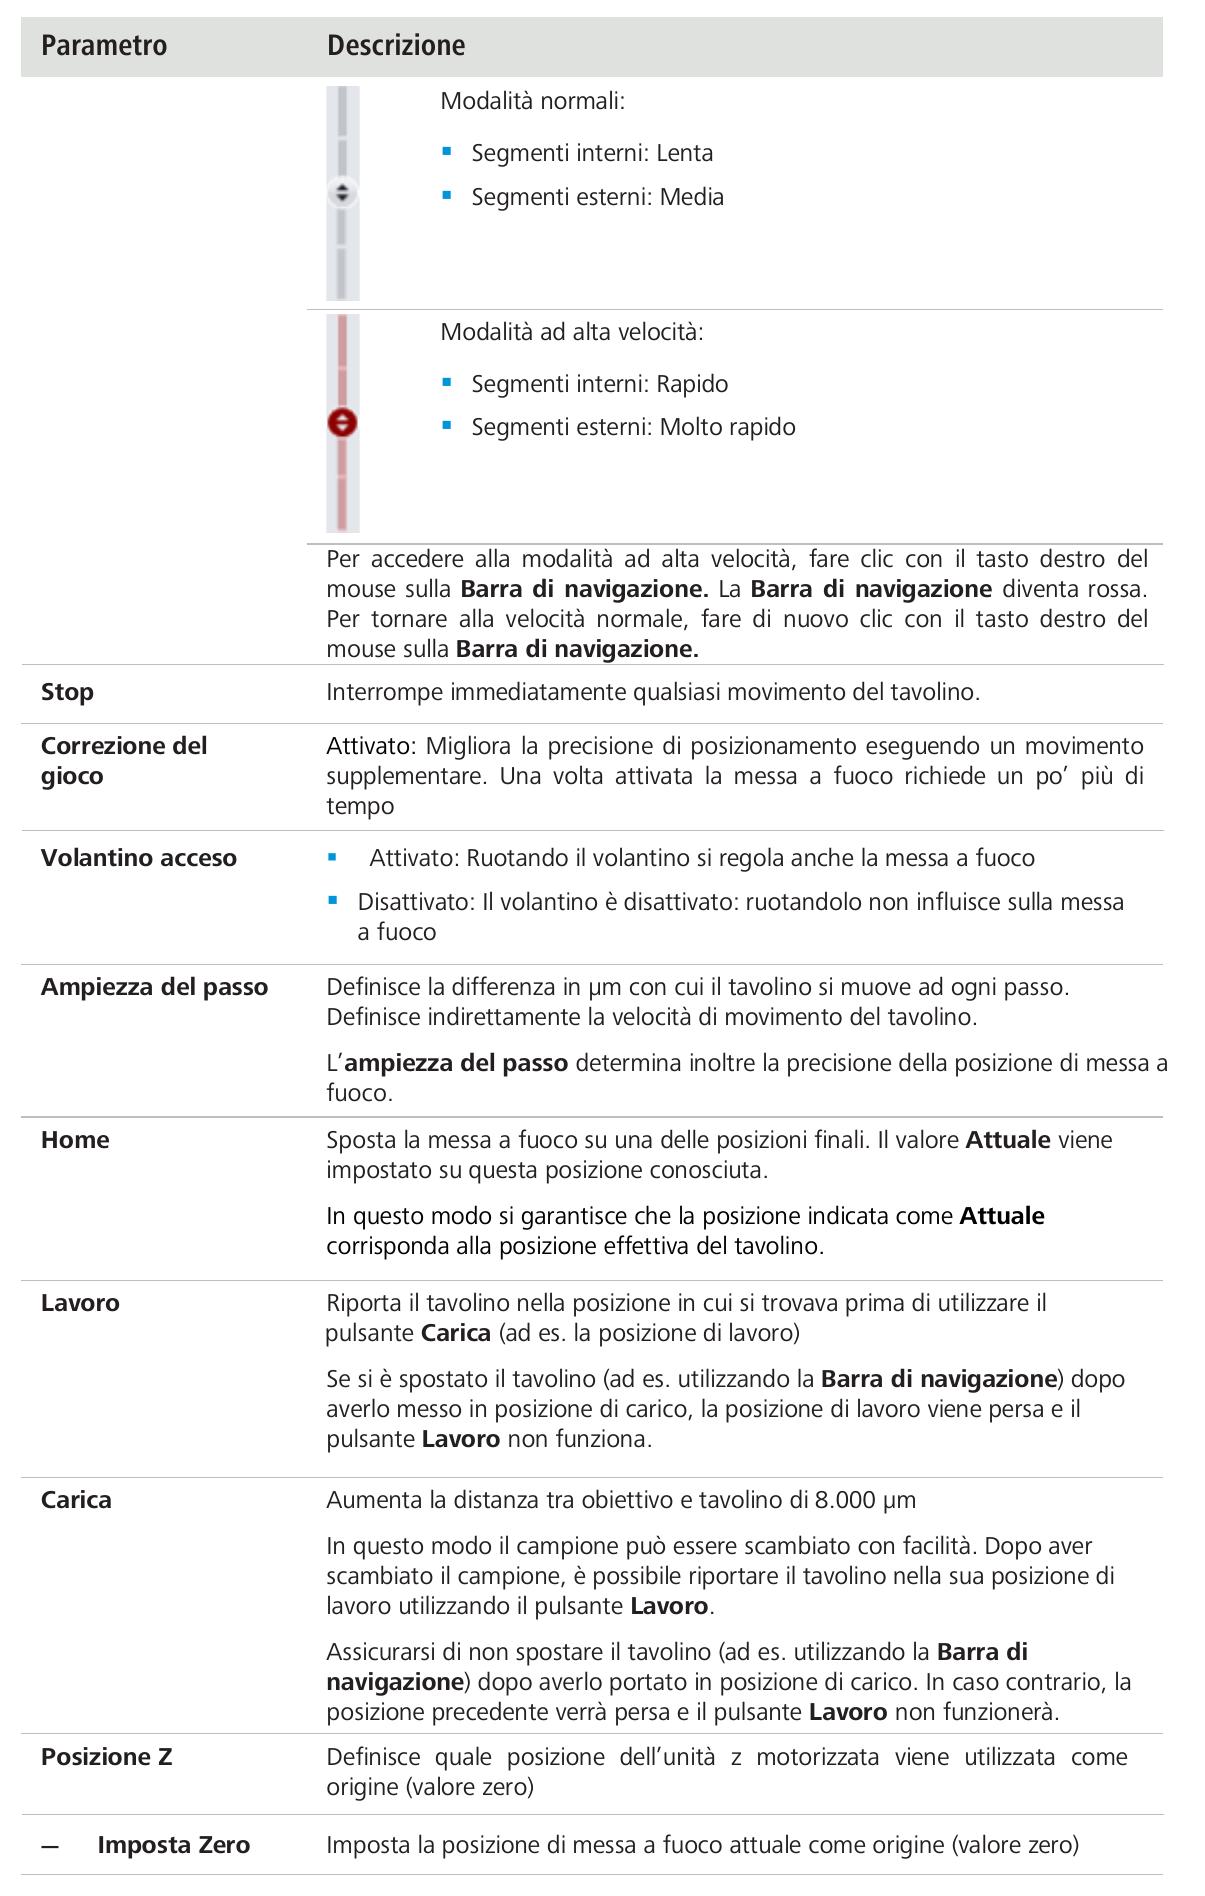 Parametro Descrizione
Modalità normali:
▪ Segmenti interni: Lenta
▪ Segmenti esterni: Media
Modalità ad alta velocità:
▪ Segmenti interni: Rapido
▪ Segmenti esterni: Molto rapido
Per accedere alla modalità ad alta velocità, fare clic con il tasto destro del
mouse sulla Barra di navigazione. La Barra di navigazione diventa rossa.
Per tornare alla velocità normale, fare di nuovo clic con il tasto destro del
mouse sulla Barra di navigazione.
Stop Interrompe immediatamente qualsiasi movimento del tavolino.
Correzione del
gioco
Attivato: Migliora la precisione di posizionamento eseguendo un movimento
supplementare. Una volta attivata la messa a fuoco richiede un po’ più di
tempo
Volantino acceso
▪ Attivato: Ruotando il volantino si regola anche la messa a fuoco
▪ Disattivato: Il volantino è disattivato: ruotandolo non influisce sulla messa
a fuoco
Ampiezza del passo
Definisce la differenza in µm con cui il tavolino si muove ad ogni passo.
Definisce indirettamente la velocità di movimento del tavolino.
L’ampiezza del passo determina inoltre la precisione della posizione di messa a
fuoco.
Home
Sposta la messa a fuoco su una delle posizioni finali. Il valore Attuale viene
impostato su questa posizione conosciuta.
In questo modo si garantisce che la posizione indicata come Attuale
corrisponda alla posizione effettiva del tavolino.
Lavoro
Riporta il tavolino nella posizione in cui si trovava prima di utilizzare il
pulsante Carica (ad es. la posizione di lavoro)
Se si è spostato il tavolino (ad es. utilizzando la Barra di navigazione) dopo
averlo messo in posizione di carico, la posizione di lavoro viene persa e il
pulsante Lavoro non funziona.
Carica
Aumenta la distanza tra obiettivo e tavolino di 8.000 µm
In questo modo il campione può essere scambiato con facilità. Dopo aver
scambiato il campione, è possibile riportare il tavolino nella sua posizione di
lavoro utilizzando il pulsante Lavoro.
Assicurarsi di non spostare il tavolino (ad es. utilizzando la Barra di
navigazione) dopo averlo portato in posizione di carico. In caso contrario, la
posizione precedente verrà persa e il pulsante Lavoro non funzionerà.
Posizione Z
Definisce quale posizione dell’unità z motorizzata viene utilizzata come
origine (valore zero)
— Imposta Zero Imposta la posizione di messa a fuoco attuale come origine (valore zero)